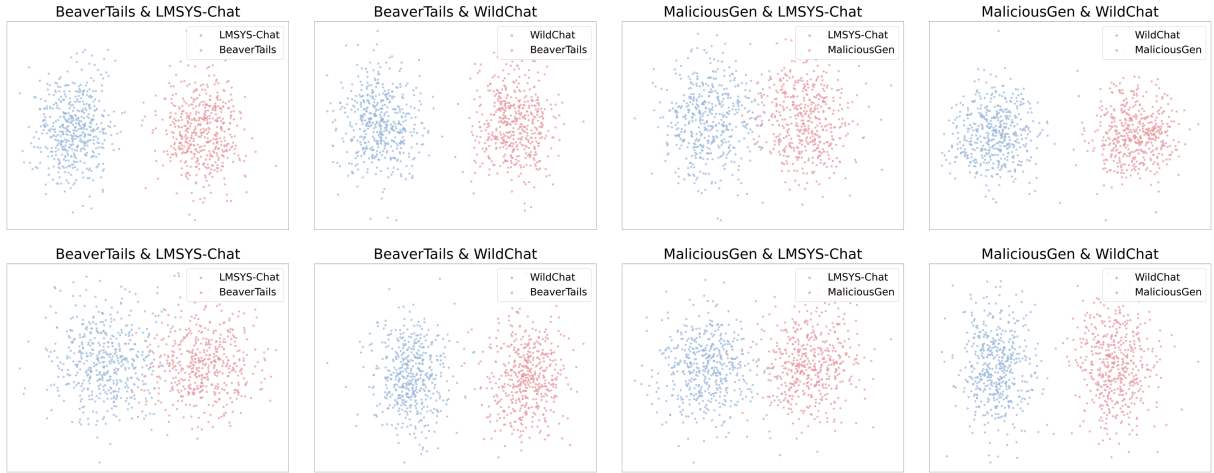 BeaverTails & LMSYS-Chat
LMSYS-Chat
BeaverTails
BeaverTails & WildChat
WildChat
BeaverTails
MaliciousGen & LMSYS-Chat
LMSYS-Chat
MaliciousGen
MaliciousGen & WildChat
WildChat
MaliciousGen
BeaverTails & LMSYS-Chat
LMSYS-Chat
BeaverTails
BeaverTails & WildChat
WildChat
BeaverTails
MaliciousGen & LMSYS-Chat
LMSYS-Chat
MaliciousGen
MaliciousGen & WildChat
WildChat
MaliciousGen